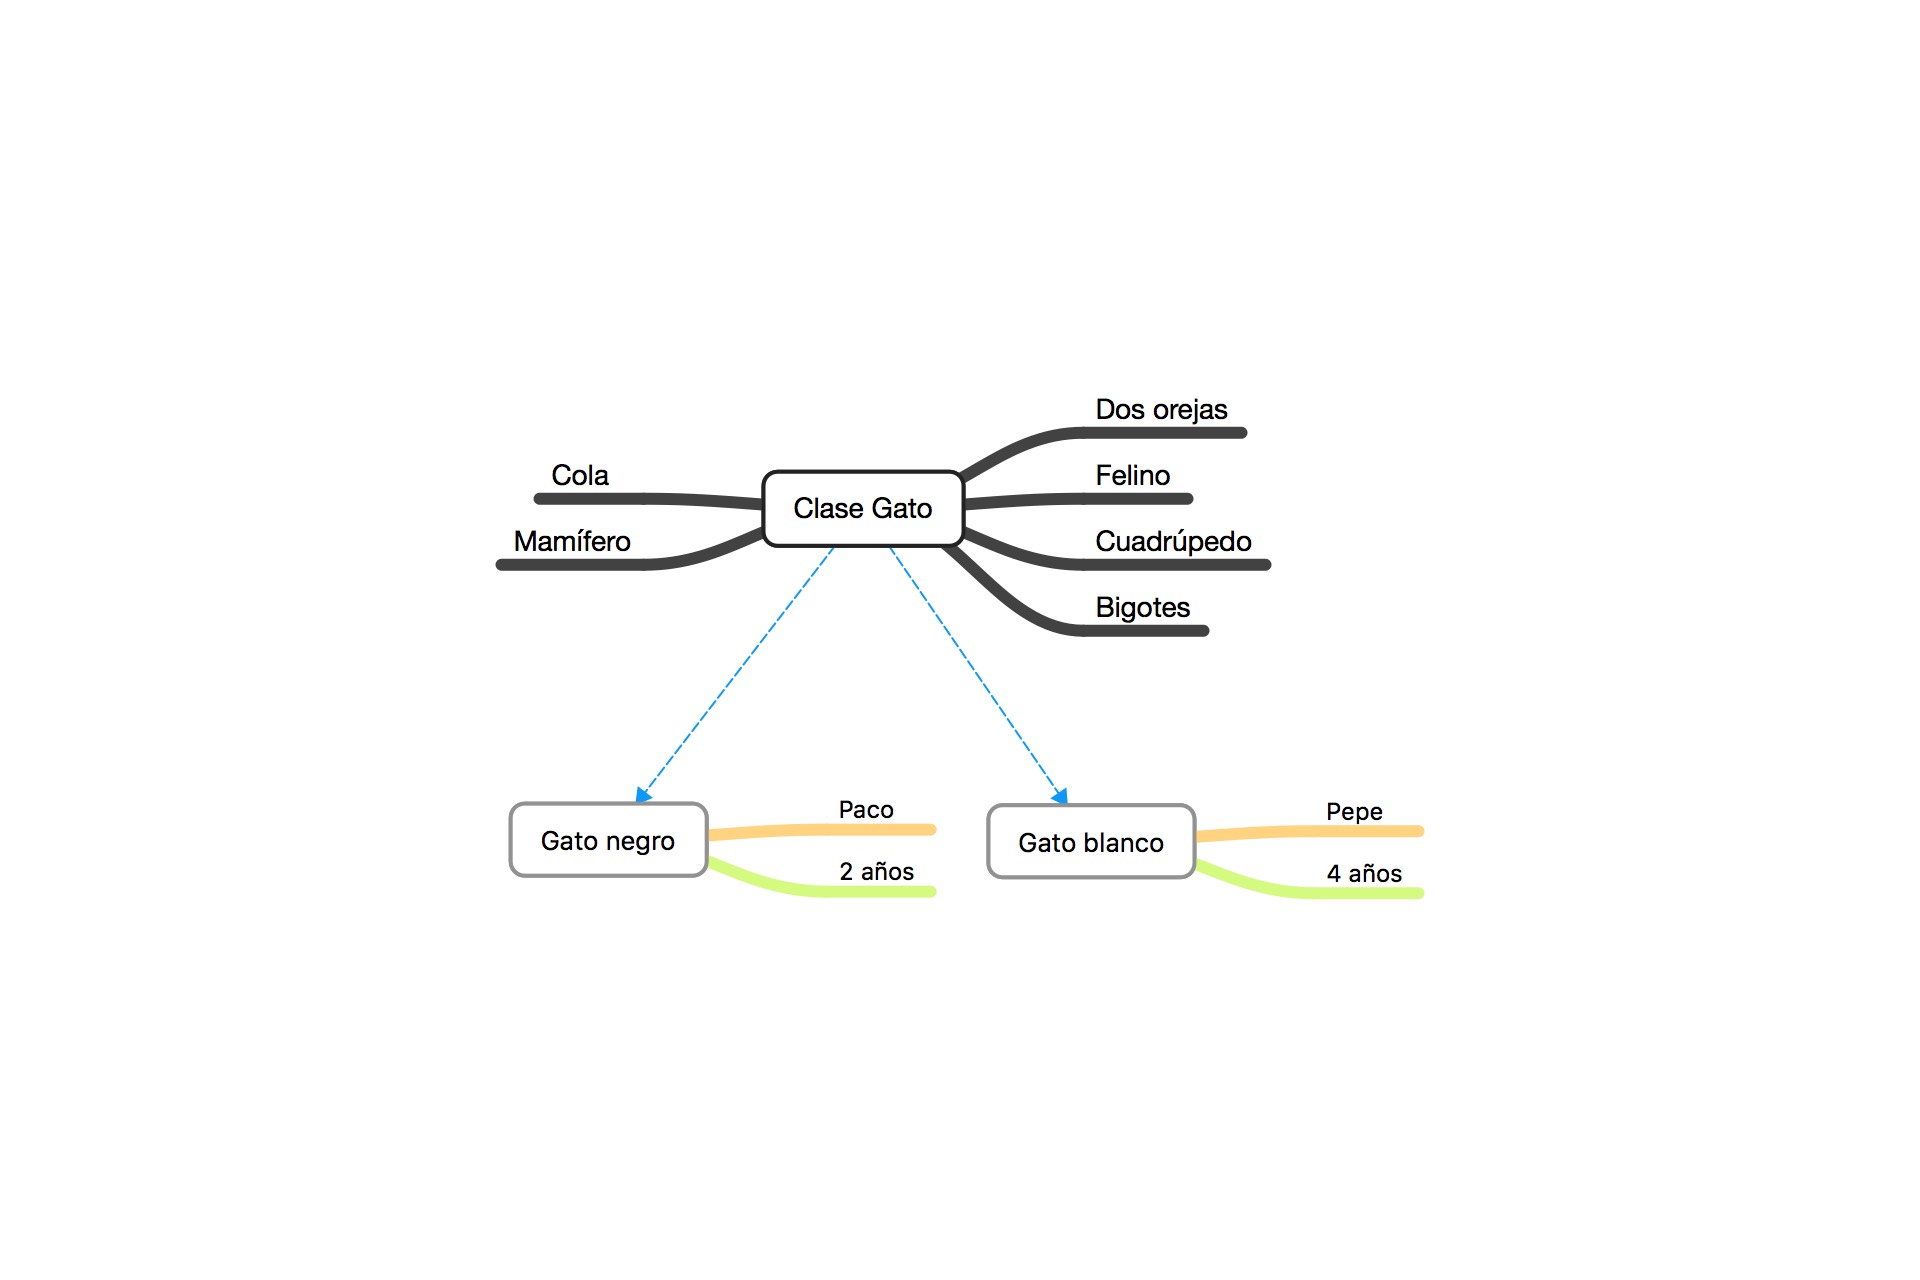 Dos orejas
Cola
Clase Gato
Felino
Mamífero
Cuadrúpedo
Bigotes
Gato negro
Paco
2 años
Gato blanco
Pepe
4 años